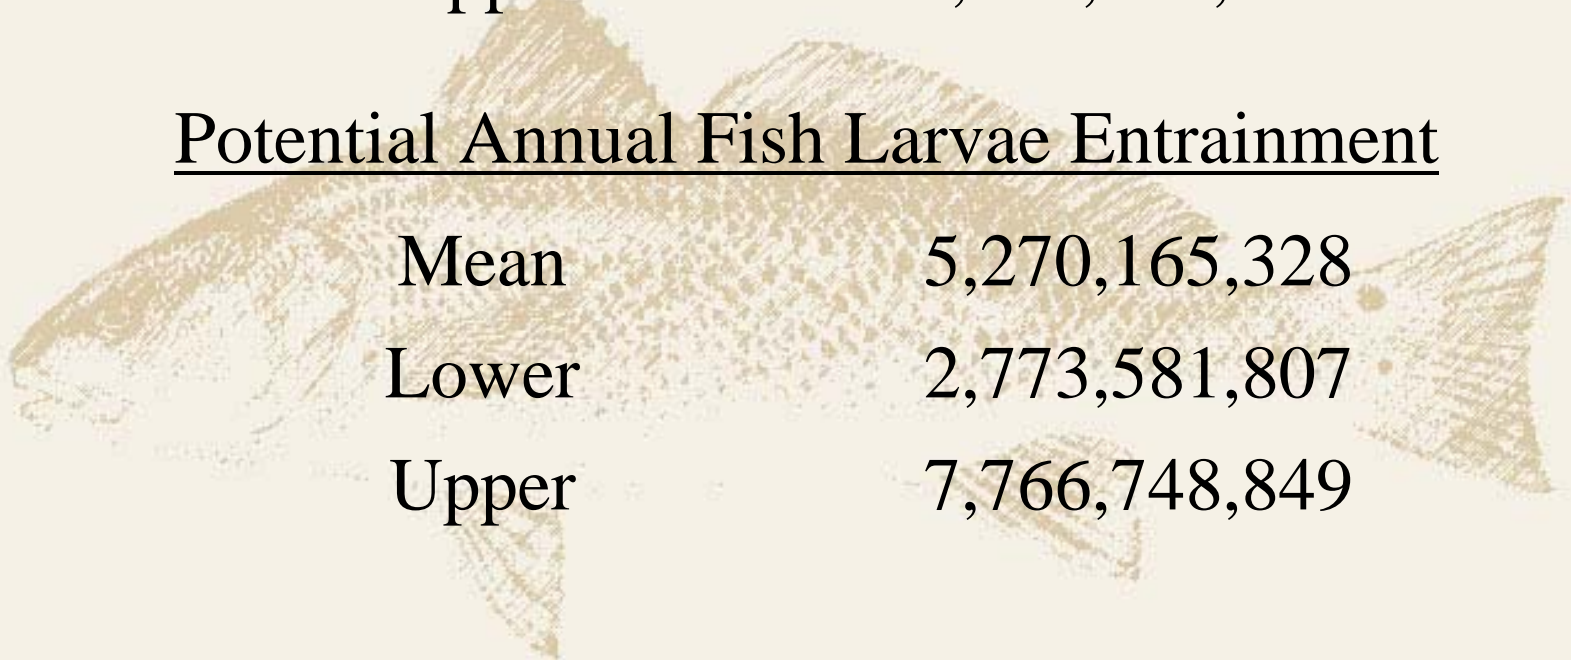 Potential Annual Fish Larvae Entrainment
Mean 5,270,165,328
Lower 2,773,581,807
Upper 7,766,748,849